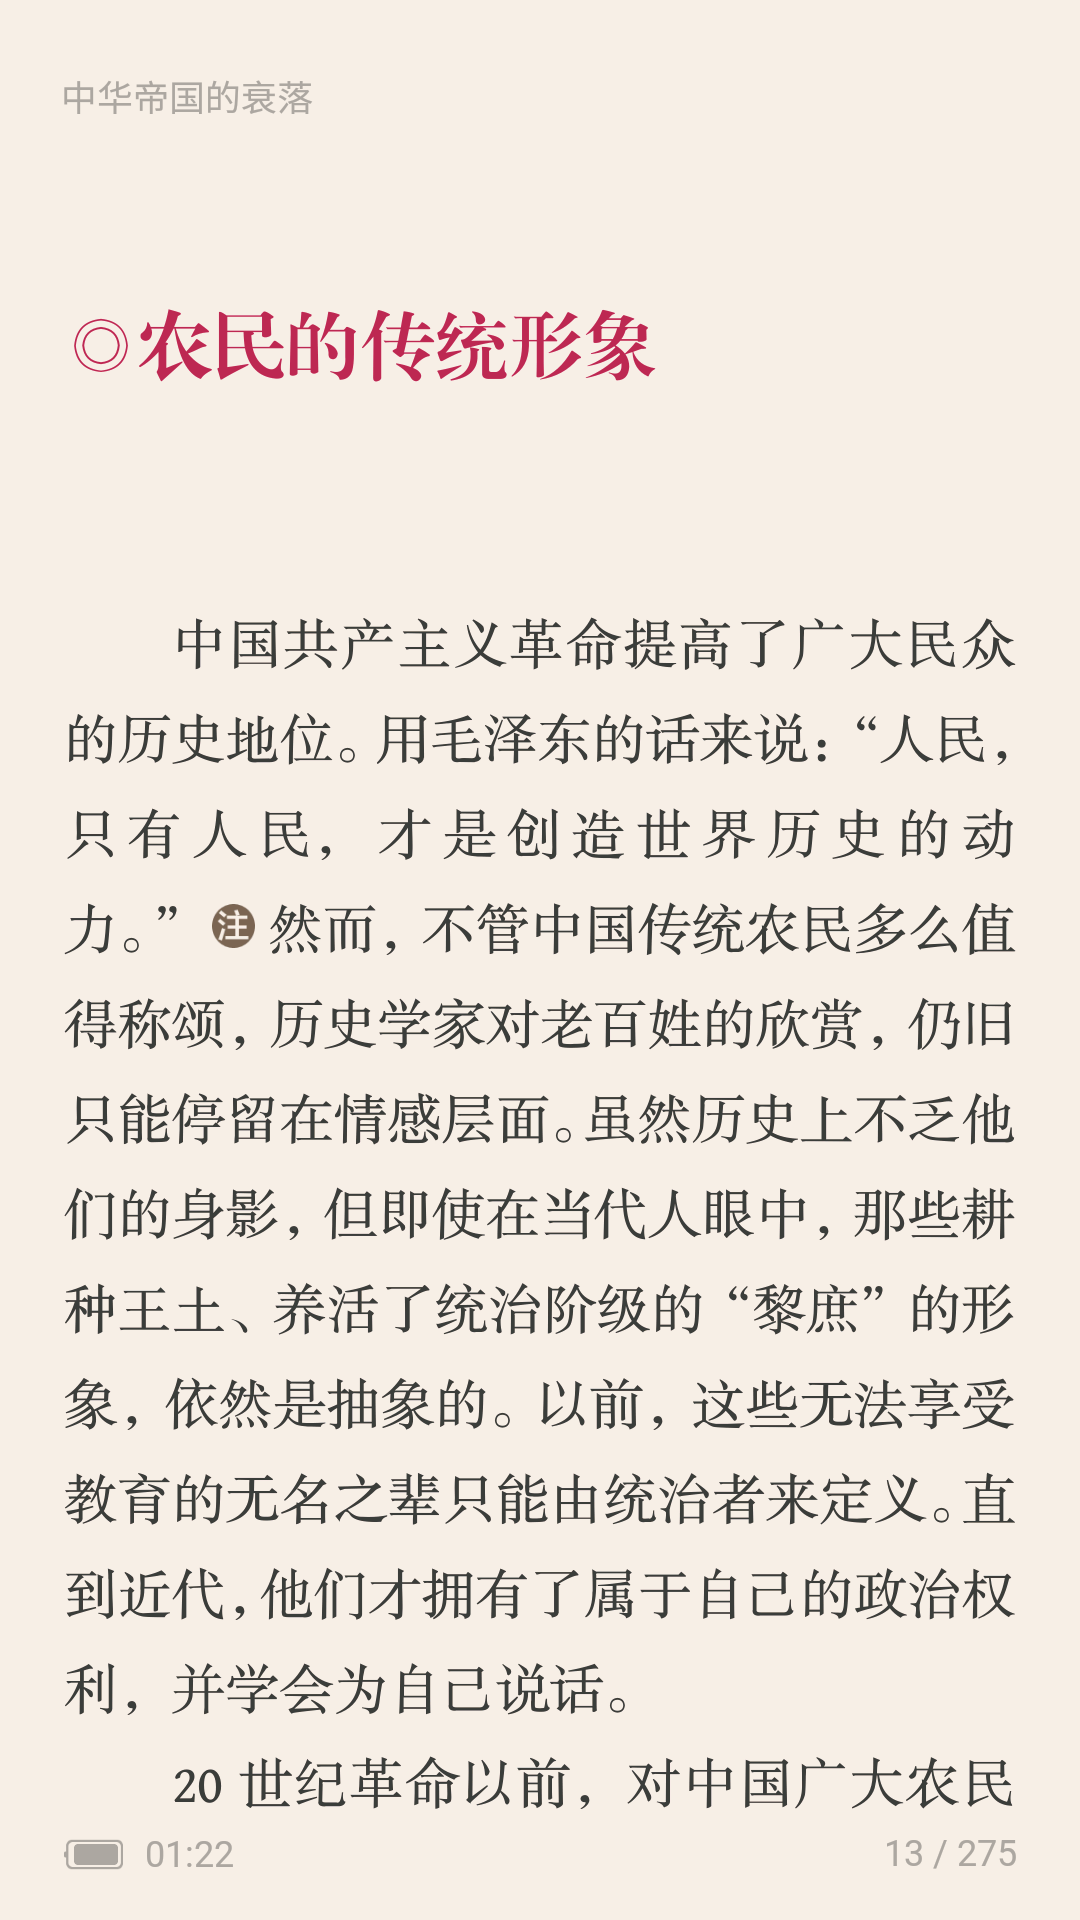 中华帝国的衰落
◎农民的传统形象
中国共产主义革命提高了广大民众
的历史地位。用毛泽东的话来说：“人民，
只有人民，才是创造世界历史的动
力。” 注 然而，不管中国传统农民多么值
得称颂，历史学家对老百姓的欣赏，仍旧
只能停留在情感层面。虽然历史上不乏他
们的身影，但即使在当代人眼中，那些耕
种王土、养活了统治阶级的“黎庶”的形
象，依然是抽象的。以前，这些无法享受
教育的无名之辈只能由统治者来定义。直
到近代，他们才拥有了属于自己的政治权
利，并学会为自己说话。
20 世纪革命以前，对中国广大农民
01:22
13 / 275